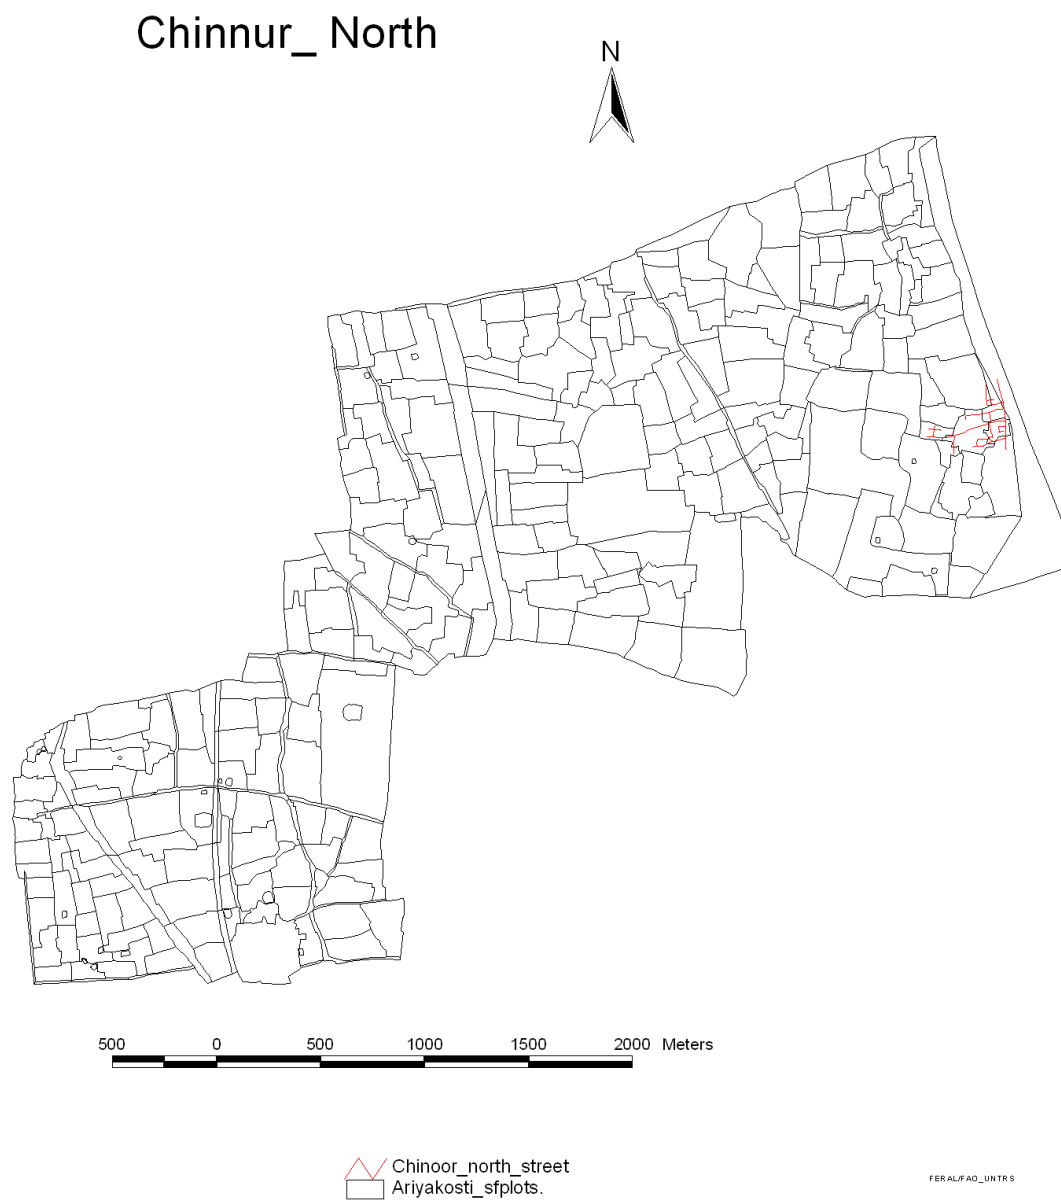 Chinnur_ North
N
500 0 500 1000 1500 2000 Meters
Chinoor_north_street
Ariyakosti_sfplots.
FERAL/FAO_UNTRS